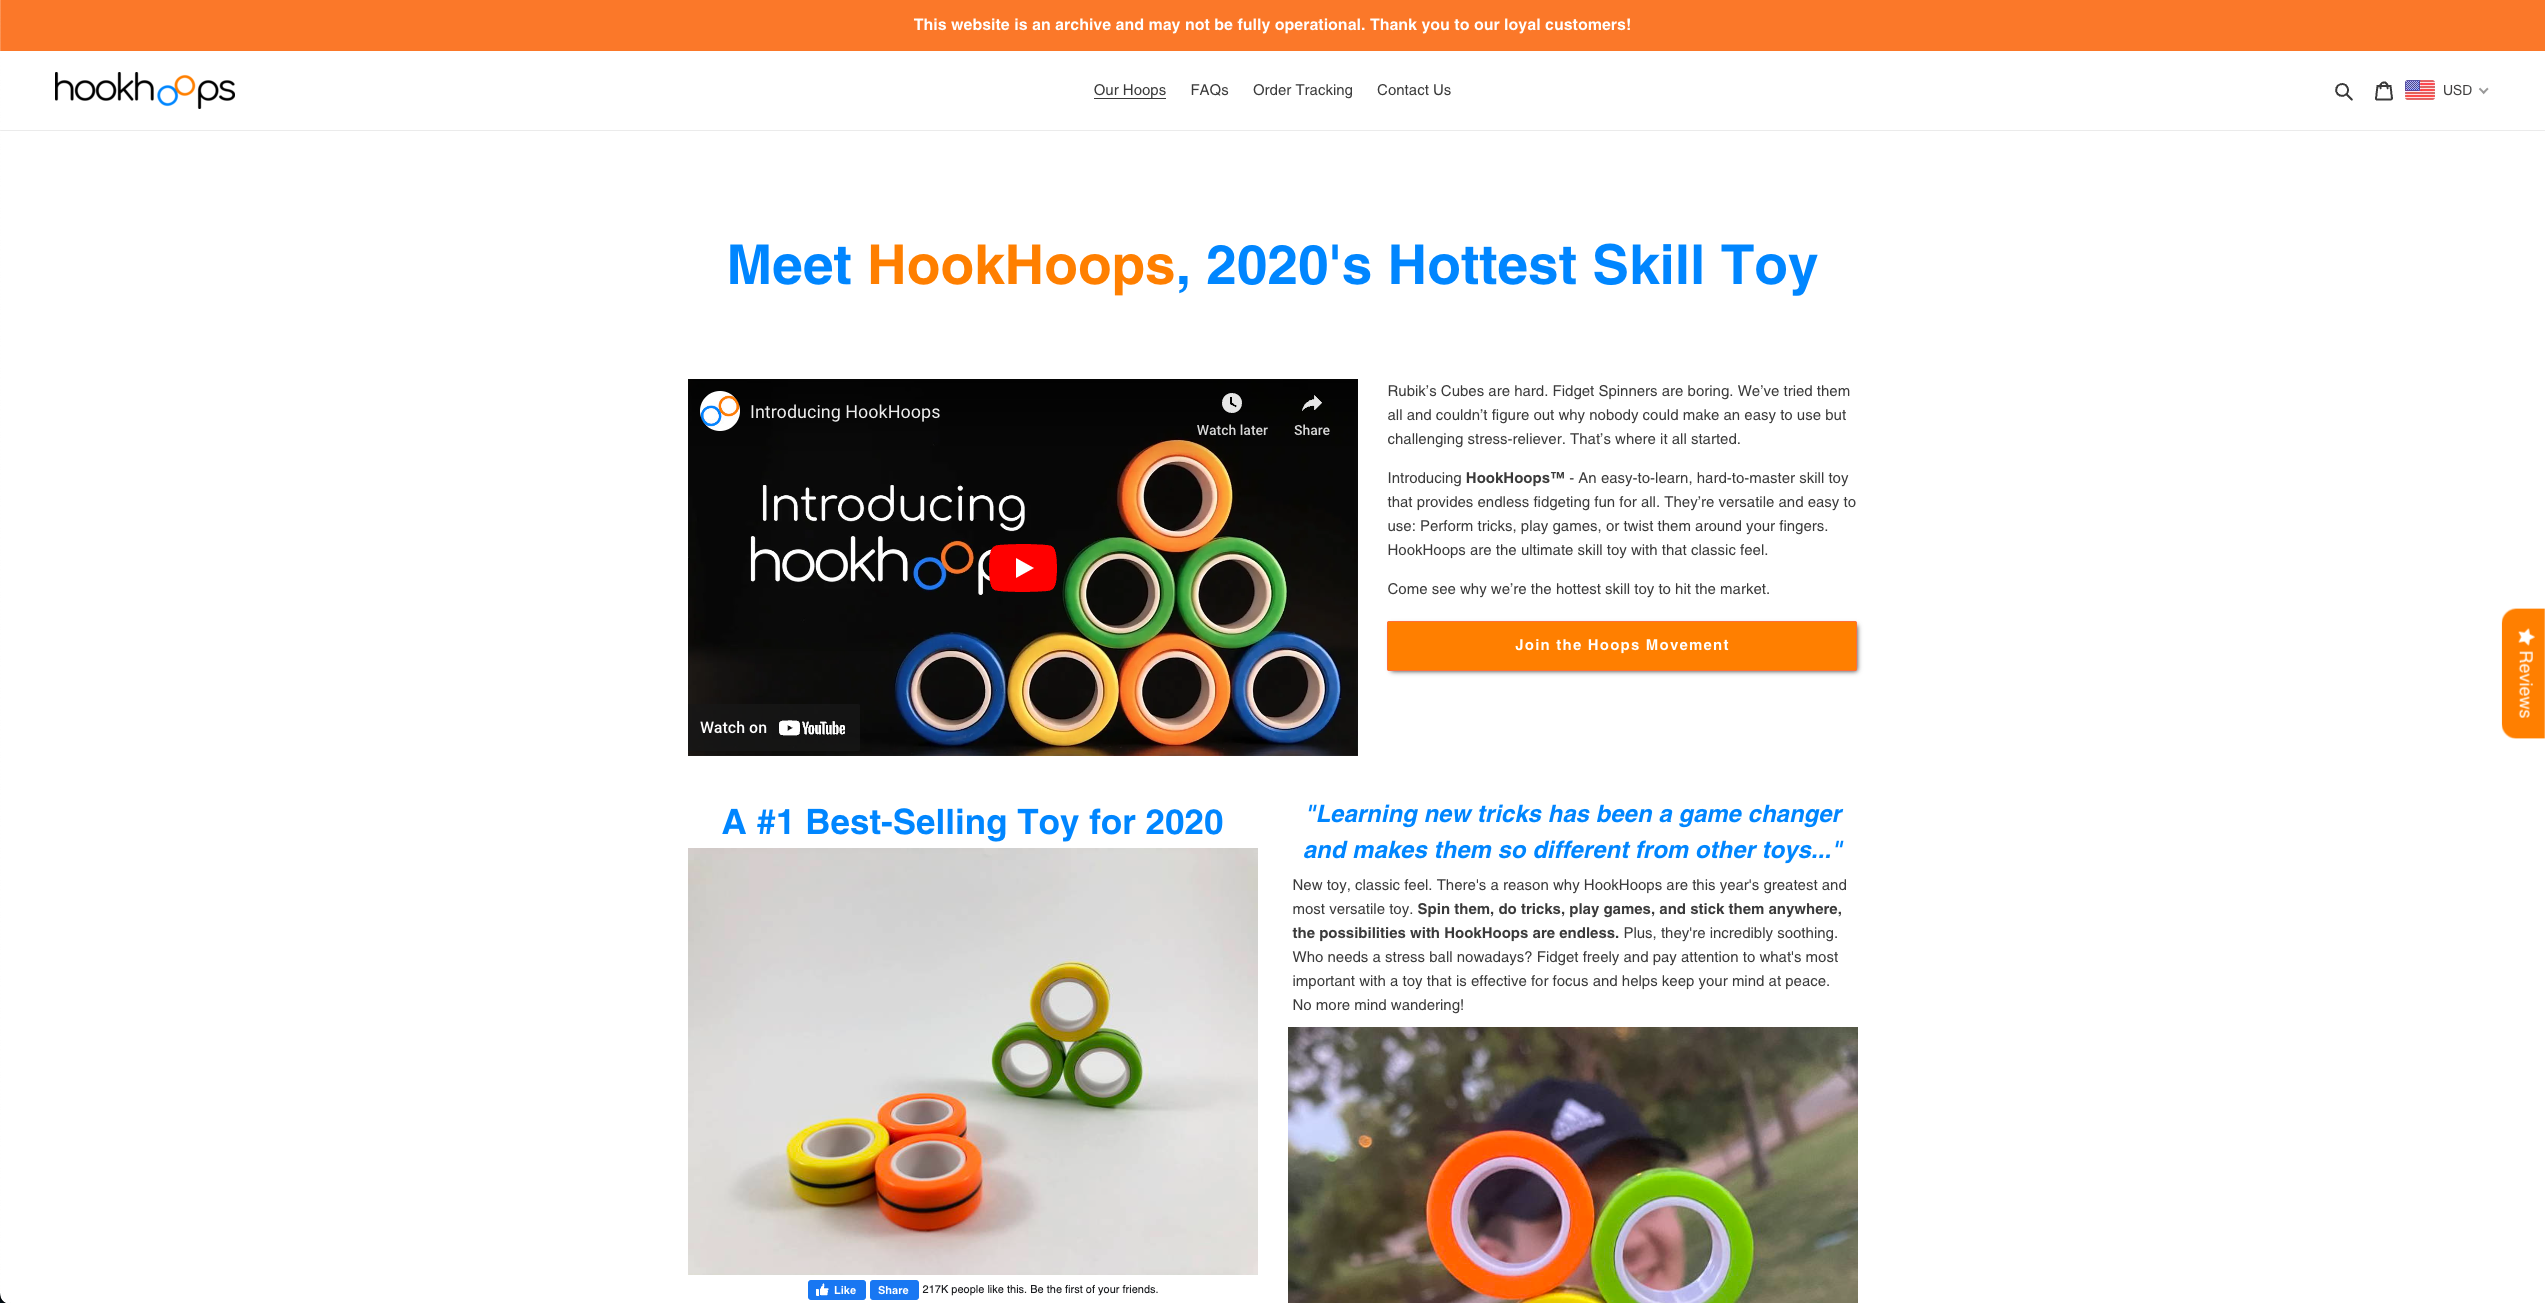 This website is an archive and may not be fully operational. Thank you to our loyal customers!
hookhoops
Our Hoops
FAQs
Order Tracking
Contact Us
USD
Meet HookHoops, 2020's Hottest Skill Toy
Introducing HookHoops
Watch later
Share
Introducing
hookhoop
Watch on YouTube
Rubik’s Cubes are hard. Fidget Spinners are boring. We’ve tried them
all and couldn’t figure out why nobody could make an easy to use but
challenging stress-reliever. That’s where it all started.
Introducing HookHoops™ - An easy-to-learn, hard-to-master skill toy
that provides endless fidgeting fun for all. They’re versatile and easy to
use: Perform tricks, play games, or twist them around your fingers.
HookHoops are the ultimate skill toy with that classic feel.
Come see why we’re the hottest skill toy to hit the market.
Join the Hoops Movement
★ Reviews
A #1 Best-Selling Toy for 2020
Like
Share
217K people like this. Be the first of your friends.
"Learning new tricks has been a game changer
and makes them so different from other toys..."
New toy, classic feel. There's a reason why HookHoops are this year's greatest and
most versatile toy. Spin them, do tricks, play games, and stick them anywhere,
the possibilities with HookHoops are endless. Plus, they're incredibly soothing.
Who needs a stress ball nowadays? Fidget freely and pay attention to what's most
important with a toy that is effective for focus and helps keep your mind at peace.
No more mind wandering!